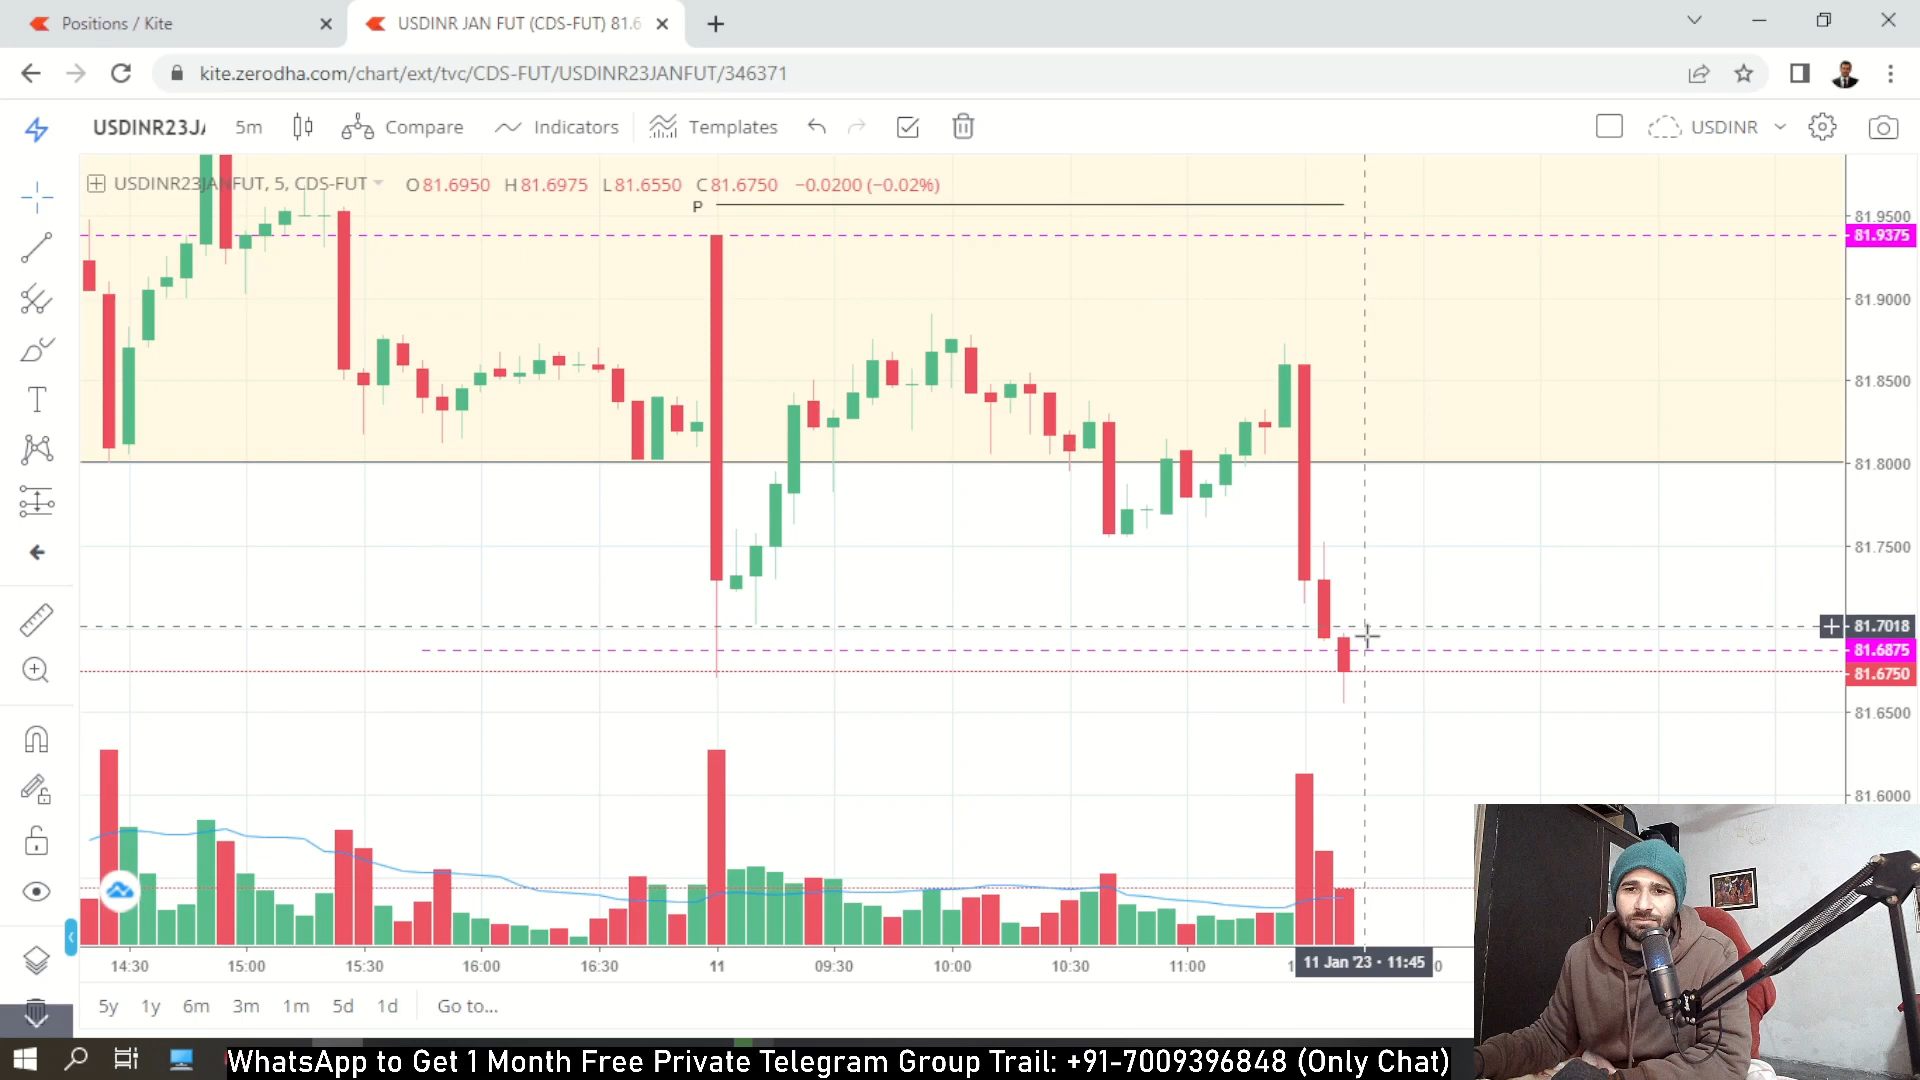 Positions / Kite
USDINR JAN FUT (CDS-FUT) 81.6
kite.zerodha.com/chart/ext/tvc/CDS-FUT/USDINR23JANFUT/346371
USDINR23J
5m
Compare
Indicators
Templates
USDINR
USDINR23JANFUT, 5, CDS-FUT
O81.6950 H81.6975 L81.6550 C81.6750 −0.0200 (−0.02%)
P
81.9500
81.9375
81.9000
81.8500
81.8000
81.7500
81.7018
81.6875
81.6750
81.6500
81.6000
14:30 15:00 15:30 16:00 16:30 11 09:30 10:00 10:30 11:00 11 Jan '23 • 11:45
5y 1y 6m 3m 1m 5d 1d Go to...
WhatsApp to Get 1 Month Free Private Telegram Group Trail: +91-7009396848 (Only Chat)